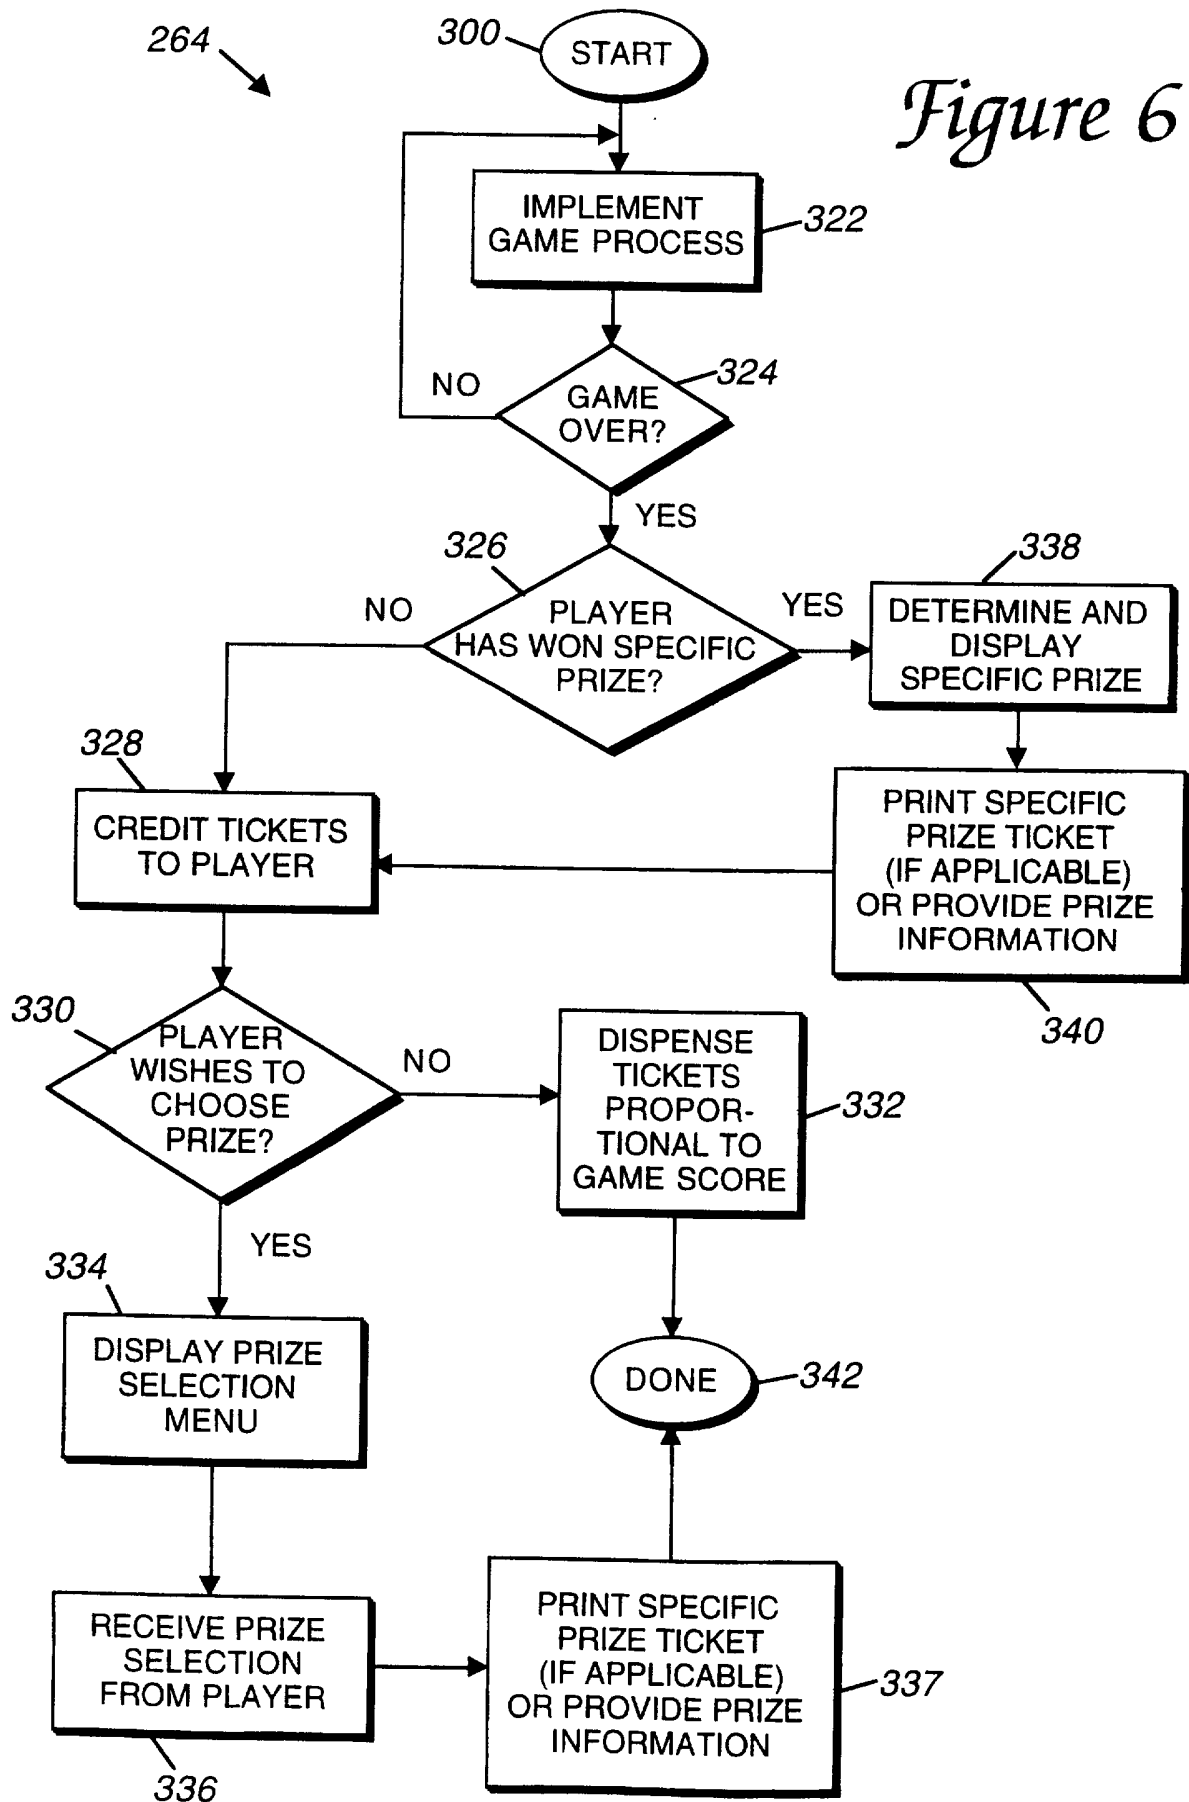 264
300
START
Figure 6
IMPLEMENT
GAME PROCESS
322
NO
GAME
OVER?
324
YES
326
NO
PLAYER
HAS WON SPECIFIC
PRIZE?
YES
338
DETERMINE AND
DISPLAY
SPECIFIC PRIZE
328
CREDIT TICKETS
TO PLAYER
PRINT SPECIFIC
PRIZE TICKET
(IF APPLICABLE)
OR PROVIDE PRIZE
INFORMATION
340
330
PLAYER
WISHES TO
CHOOSE
PRIZE?
NO
DISPENSE
TICKETS
PROPOR-
TIONAL TO
GAME SCORE
332
YES
334
DISPLAY PRIZE
SELECTION
MENU
DONE
342
RECEIVE PRIZE
SELECTION
FROM PLAYER
336
PRINT SPECIFIC
PRIZE TICKET
(IF APPLICABLE)
OR PROVIDE PRIZE
INFORMATION
337